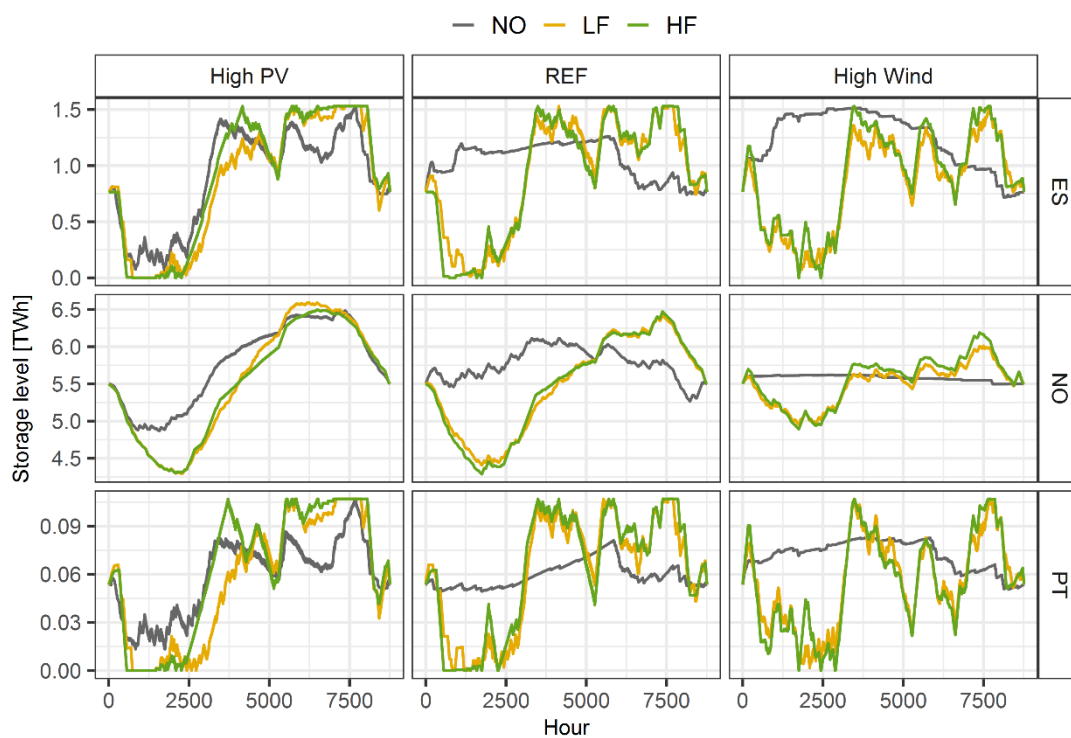 NO LF HF
High PV REF High Wind
Storage level [TWh]
1.5
1.0
0.5
0.0
ES
6.5
6.0
5.5
5.0
4.5
NO
0.09
0.06
0.03
0.00
PT
0 2500 5000 7500 0 2500 5000 7500 0 2500 5000 7500
Hour